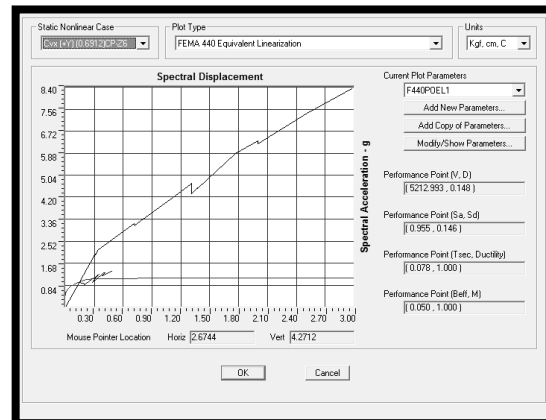 Static Nonlinear Case
Plot Type
Units
Cvx (+Y) (0.6912)CP-Z6
FEMA 440 Equivalent Linearization
Kgf, cm, C
Spectral Displacement
Current Plot Parameters
F440POEL1
Add New Parameters...
Add Copy of Parameters...
Modify/Show Parameters...
8.40
7.56
6.72
5.88
5.04
4.20
3.36
2.52
1.68
0.84
Spectral Acceleration - g
Performance Point (V, D)
( 5212.993 , 0.148 )
Performance Point (Sa, Sd)
( 0.955 , 0.146 )
Performance Point (Tsec, Ductility)
( 0.078 , 1.000 )
Performance Point (Beff, M)
( 0.050 , 1.000 )
0.30 0.60 0.90 1.20 1.50 1.80 2.10 2.40 2.70 3.00
Mouse Pointer Location Horiz 2.6744 Vert 4.2712
OK
Cancel